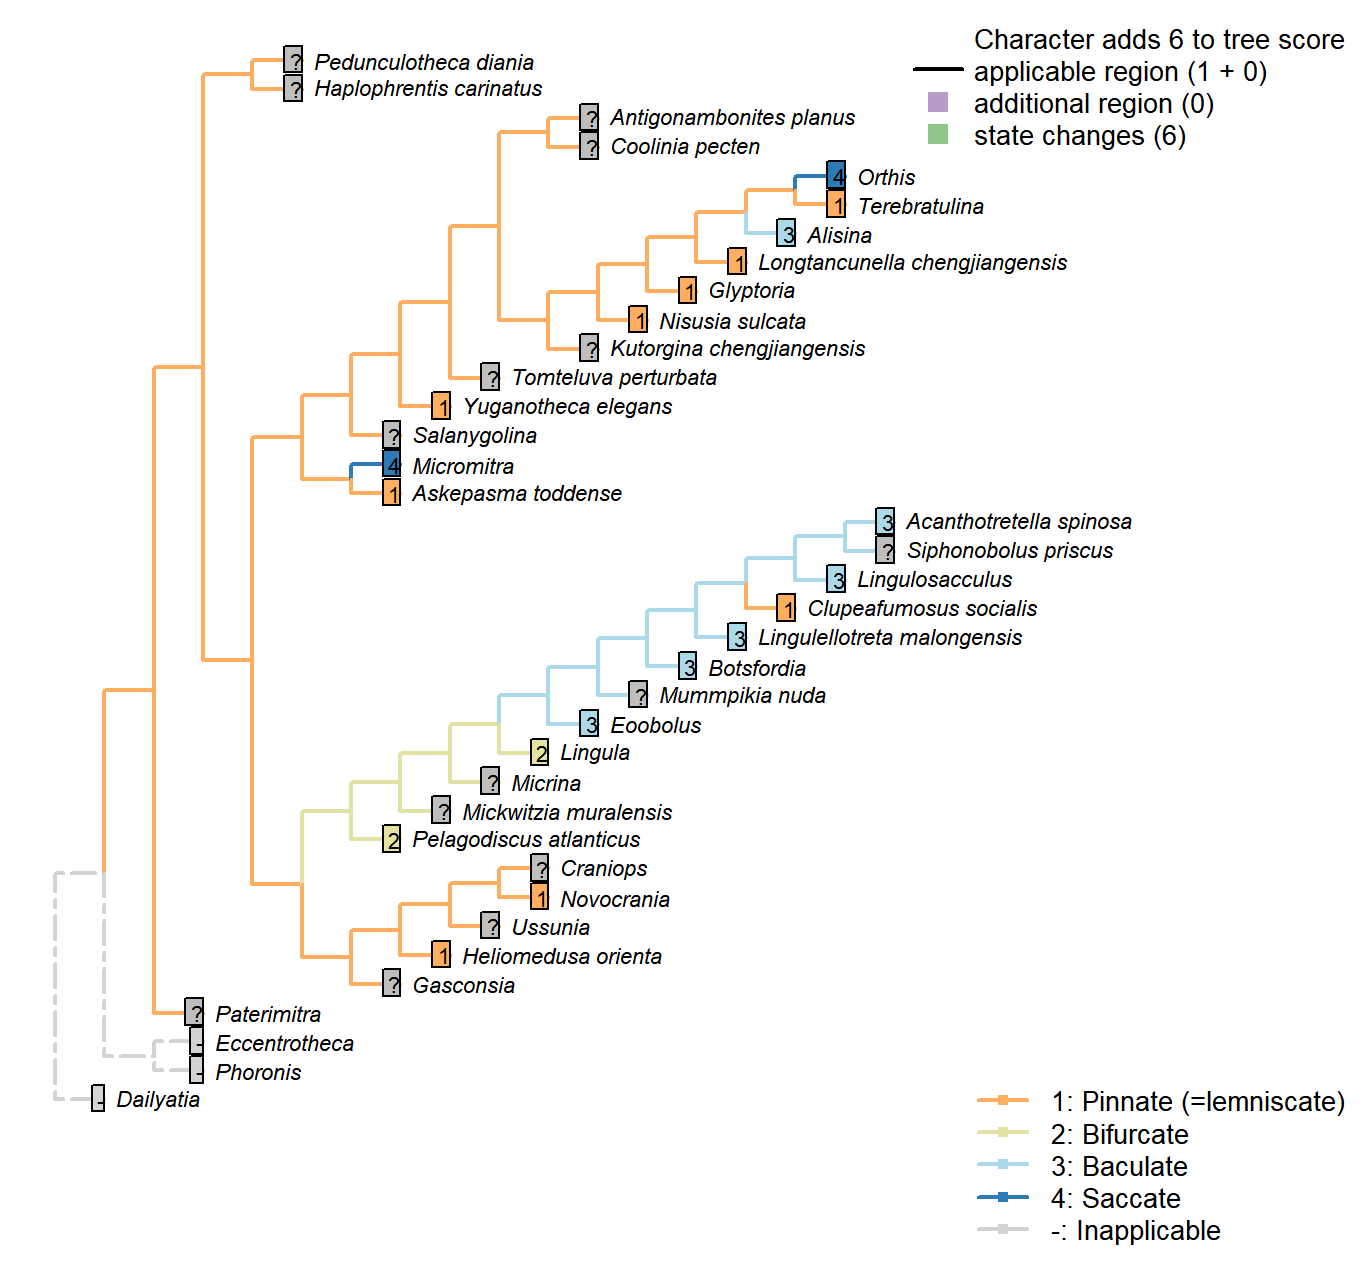 Character adds 6 to tree score
applicable region (1 + 0)
additional region (0)
state changes (6)
? Pedunculotheca diania
? Haplophrentis carinatus
? Antigonambonites planus
? Coolinia pecten
4 Orthis
1 Terebratulina
3 Alisina
1 Longtancunella chengjiangensis
1 Glyptoria
1 Nisusia sulcata
? Kutorgina chengjiangensis
? Tomteluva perturbata
1 Yuganotheca elegans
? Salanygolina
4 Micromitra
1 Askepasma toddense
3 Acanthotretella spinosa
? Siphonobolus priscus
3 Lingulosacculus
1 Clupeafumosus socialis
3 Lingulellotreta malongensis
3 Botsfordia
? Mummpikia nuda
3 Eoobolus
2 Lingula
? Micrina
? Mickwitzia muralensis
2 Pelagodiscus atlanticus
? Craniops
1 Novocrania
? Ussunia
1 Heliomedusa orienta
? Gasconsia
? Paterimitra
- Eccentrotheca
- Phoronis
- Dailyatia
1: Pinnate (=lemniscate)
2: Bifurcate
3: Baculate
4: Saccate
-: Inapplicable